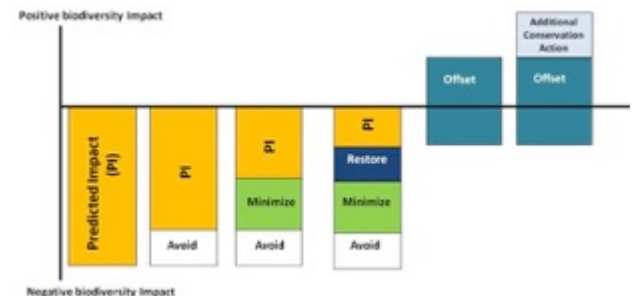 Positive biodiversity Impact
Additional
Conservation
Action
Offset
Offset
Predicted Impact
(PI)
PI
PI
PI
Restore
Minimize
Minimize
Avoid
Avoid
Avoid
Negative biodiversity Impact